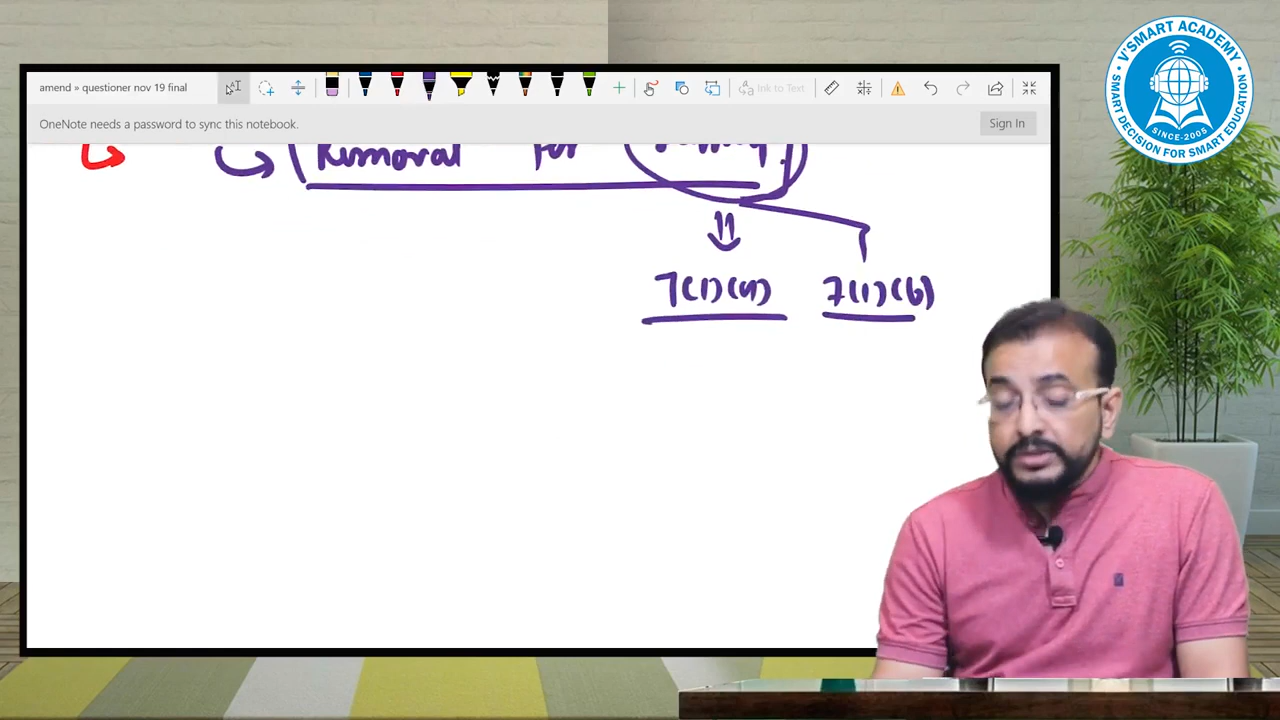 V'SMART ACADEMY
SMART DECISION FOR SMART EDUCATION
SINCE-2005
amend » questioner nov 19 final
Ink to Text
OneNote needs a password to sync this notebook.
Sign In
Removal for
7(1)(a) 7(1)(b)